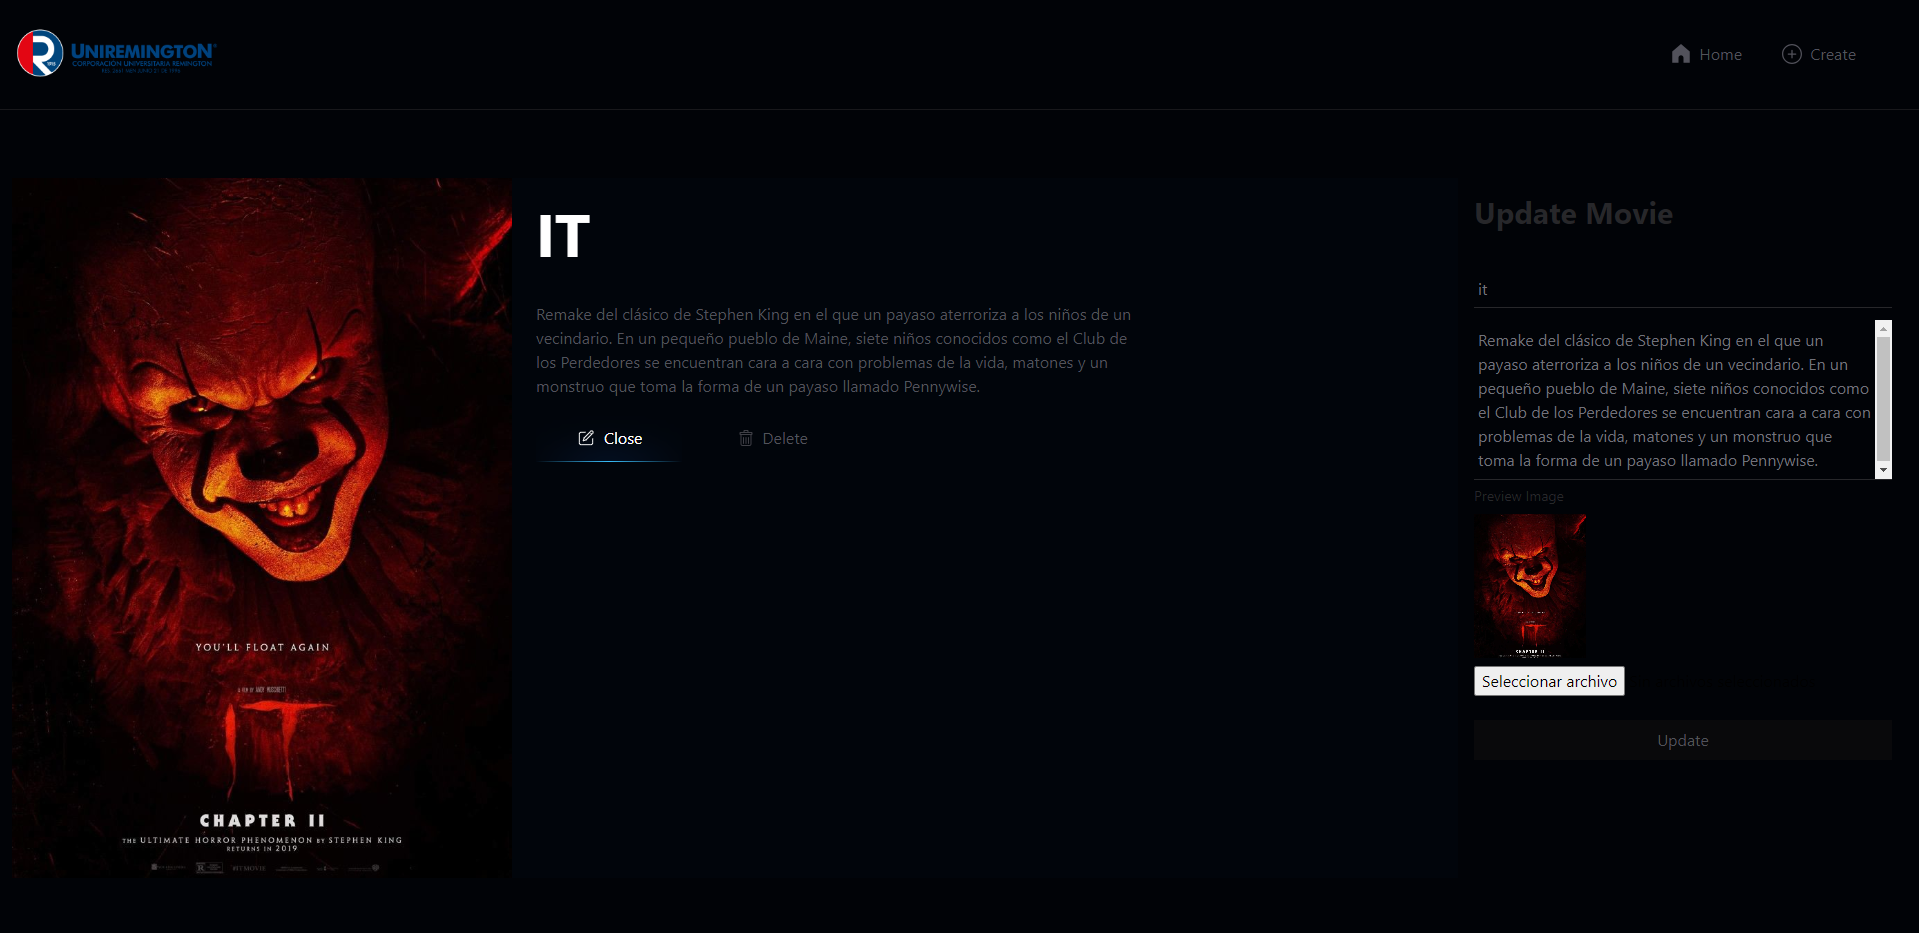 UNIREMINGTON
CORPORACIÓN UNIVERSITARIA REMINGTON
Home
Create
YOU'LL FLOAT AGAIN
A FILM BY ANDY MUSCHIETTI
IT
CHAPTER II
THE ULTIMATE HORROR PHENOMENON BY STEPHEN KING
RETURNS IN 2019
IT
Remake del clásico de Stephen King en el que un payaso aterroriza a los niños de un
vecindario. En un pequeño pueblo de Maine, siete niños conocidos como el Club de
los Perdedores se encuentran cara a cara con problemas de la vida, matones y un
monstruo que toma la forma de un payaso llamado Pennywise.
Close
Delete
Update Movie
it
Remake del clásico de Stephen King en el que un
payaso aterroriza a los niños de un vecindario. En un
pequeño pueblo de Maine, siete niños conocidos como
el Club de los Perdedores se encuentran cara a cara con
problemas de la vida, matones y un monstruo que
toma la forma de un payaso llamado Pennywise.
Preview Image
IT
CHAPTER II
Seleccionar archivo
Update